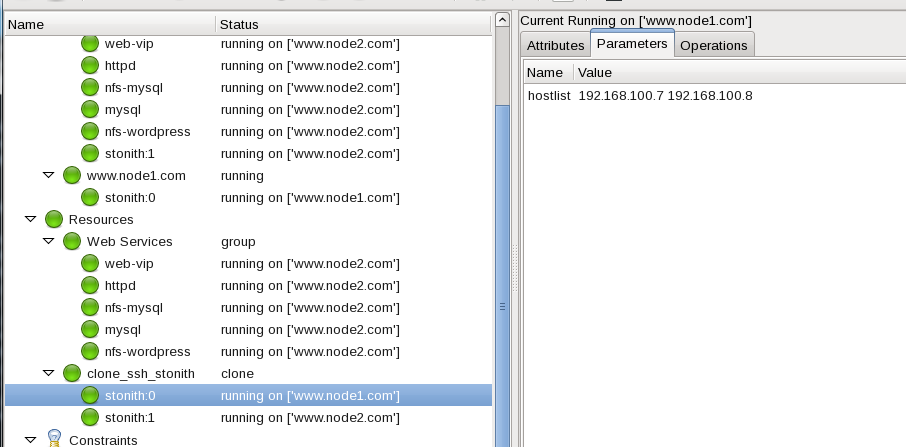 Name Status
web-vip running on ['www.node2.com']
httpd running on ['www.node2.com']
nfs-mysql running on ['www.node2.com']
mysql running on ['www.node2.com']
nfs-wordpress running on ['www.node2.com']
stonith:1 running on ['www.node2.com']
www.node1.com running
stonith:0 running on ['www.node1.com']
Resources
Web Services group
web-vip running on ['www.node2.com']
httpd running on ['www.node2.com']
nfs-mysql running on ['www.node2.com']
mysql running on ['www.node2.com']
nfs-wordpress running on ['www.node2.com']
clone_ssh_stonith clone
stonith:0 running on ['www.node1.com']
stonith:1 running on ['www.node2.com']
Constraints
Current Running on ['www.node1.com']
Attributes Parameters Operations
Name Value
hostlist 192.168.100.7 192.168.100.8